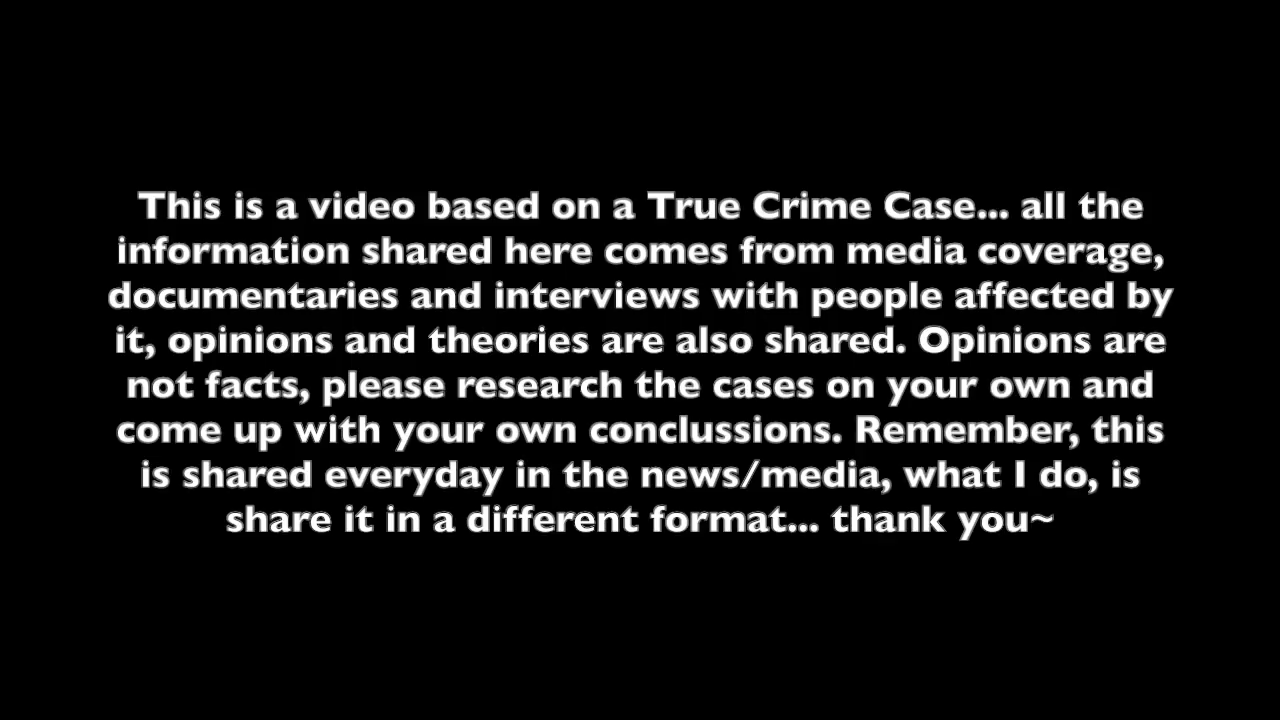 This is a video based on a True Crime Case... all the
information shared here comes from media coverage,
documentaries and interviews with people affected by
it, opinions and theories are also shared. Opinions are
not facts, please research the cases on your own and
come up with your own conclussions. Remember, this
is shared everyday in the news/media, what I do, is
share it in a different format... thank you~